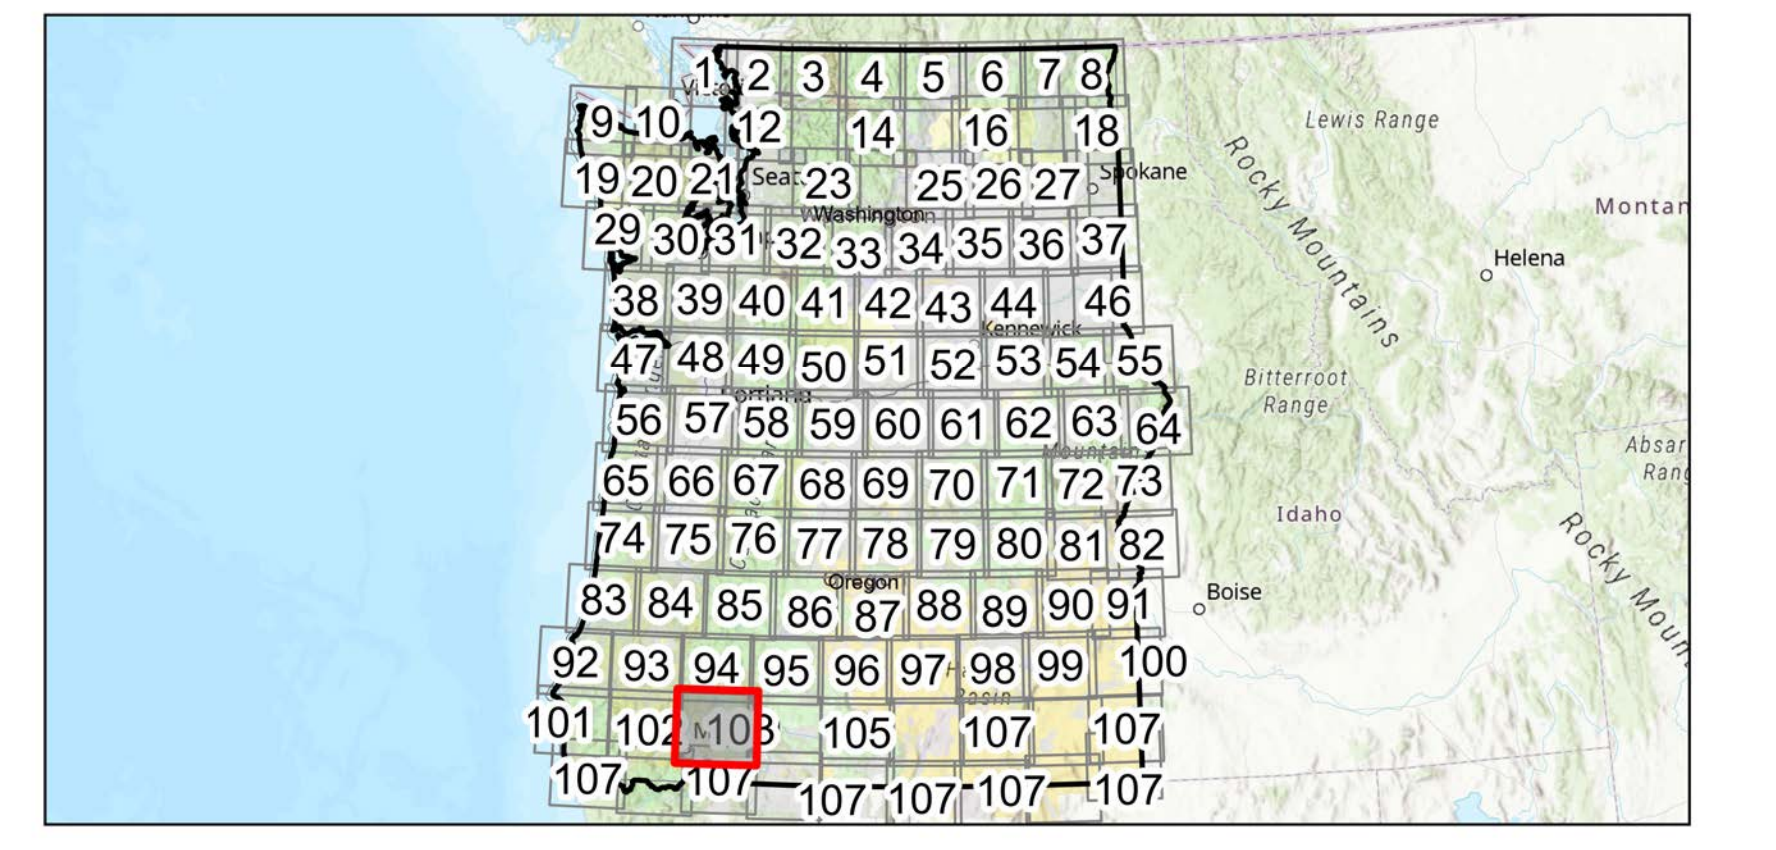 1 2 3 4 5 6 7 8
Lewis Range
9 10 12 14 16 18
Rocky Mountains
19 20 21 Seat 23 25 26 27 Spokane
Montan
Washington
29 30 31 32 33 34 35 36 37
Helena
38 39 40 41 42 43 44 46
Kennewick
47 48 49 50 51 52 53 54 55
Bitterroot
Range
Portland
56 57 58 59 60 61 62 63 64
Mountain
Absar
Rang
65 66 67 68 69 70 71 72 73
Idaho
Rocky Moun
74 75 76 77 78 79 80 81 82
Oregon
Boise
83 84 85 86 87 88 89 90 91
92 93 94 95 96 97 98 99 100
Basin
101 102 M 103 105 107 107
107 107 107 107 107 107